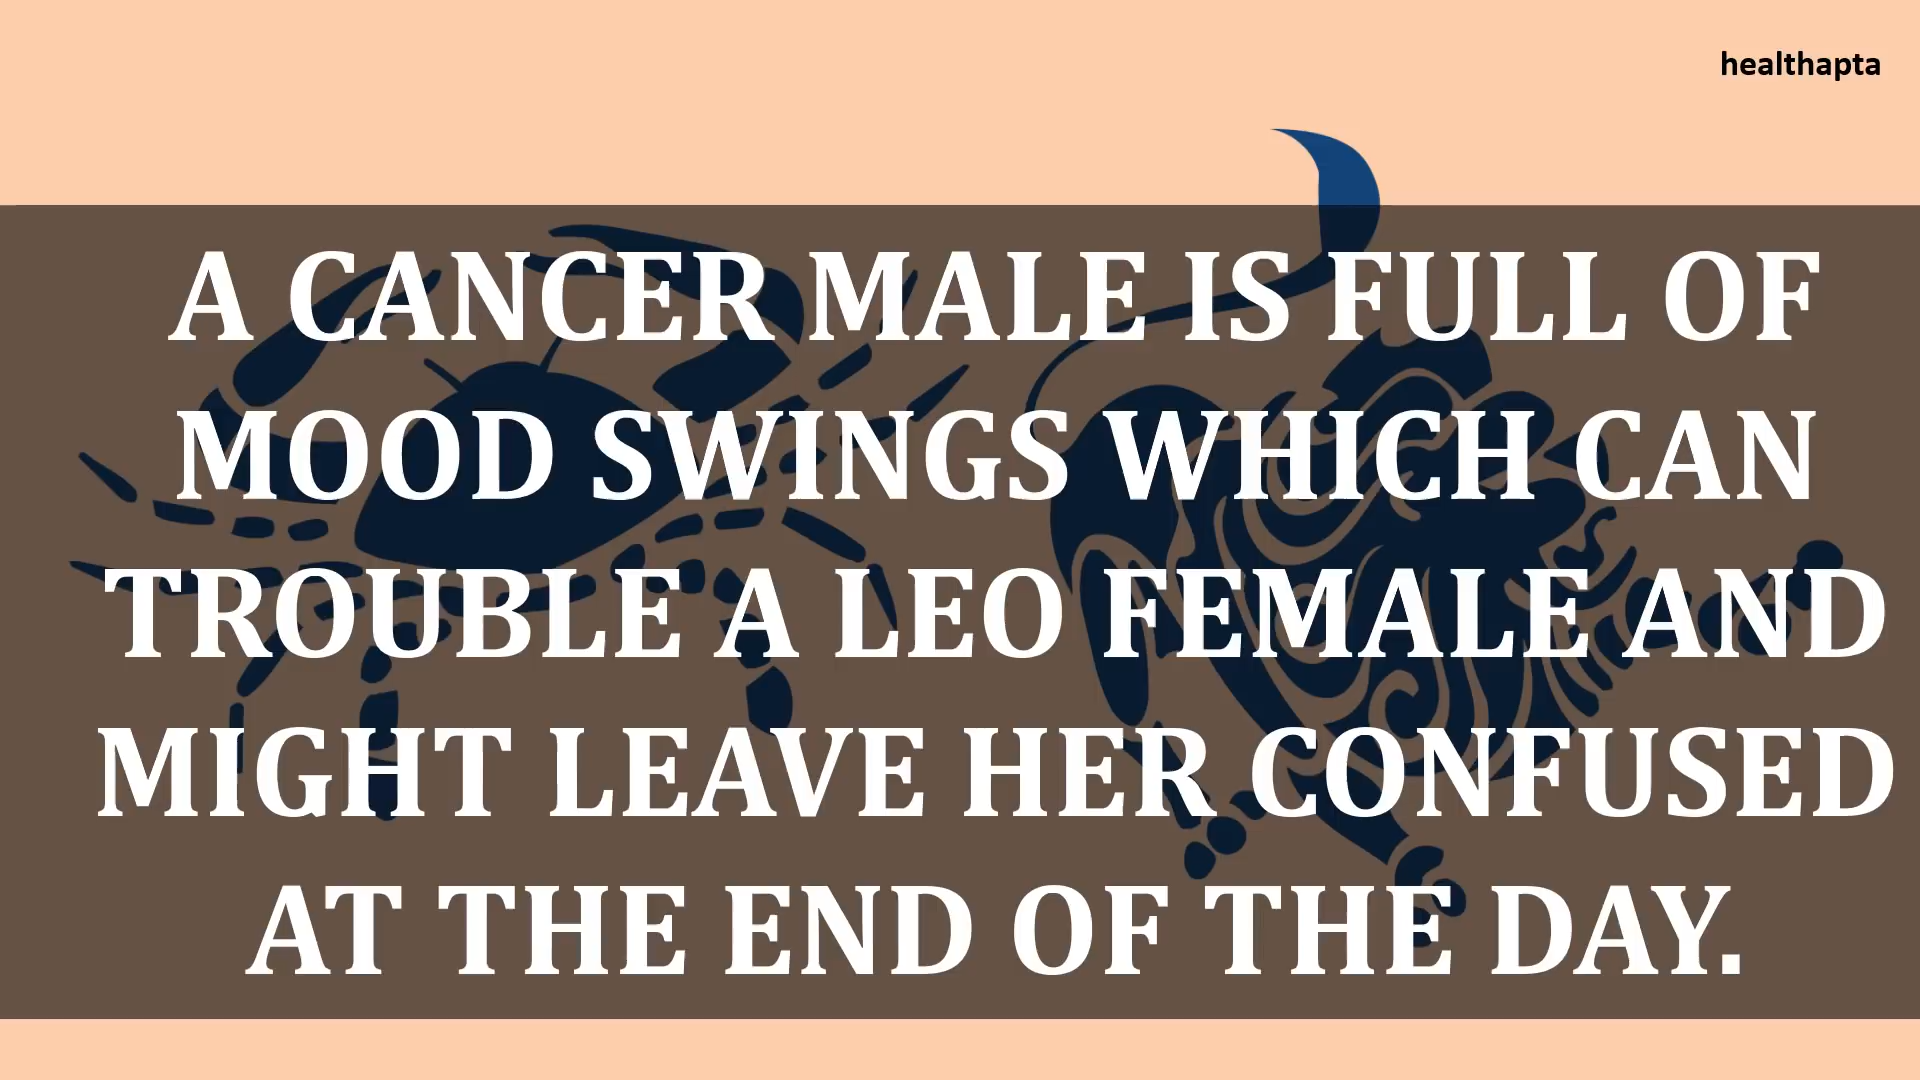 healthapta
A CANCER MALE IS FULL OF
MOOD SWINGS WHICH CAN
TROUBLE A LEO FEMALE AND
MIGHT LEAVE HER CONFUSED
AT THE END OF THE DAY.